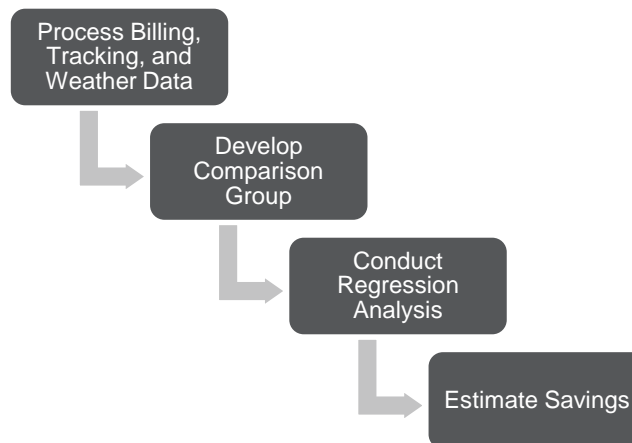 Process Billing,
Tracking, and
Weather Data
Develop
Comparison
Group
Conduct
Regression
Analysis
Estimate Savings